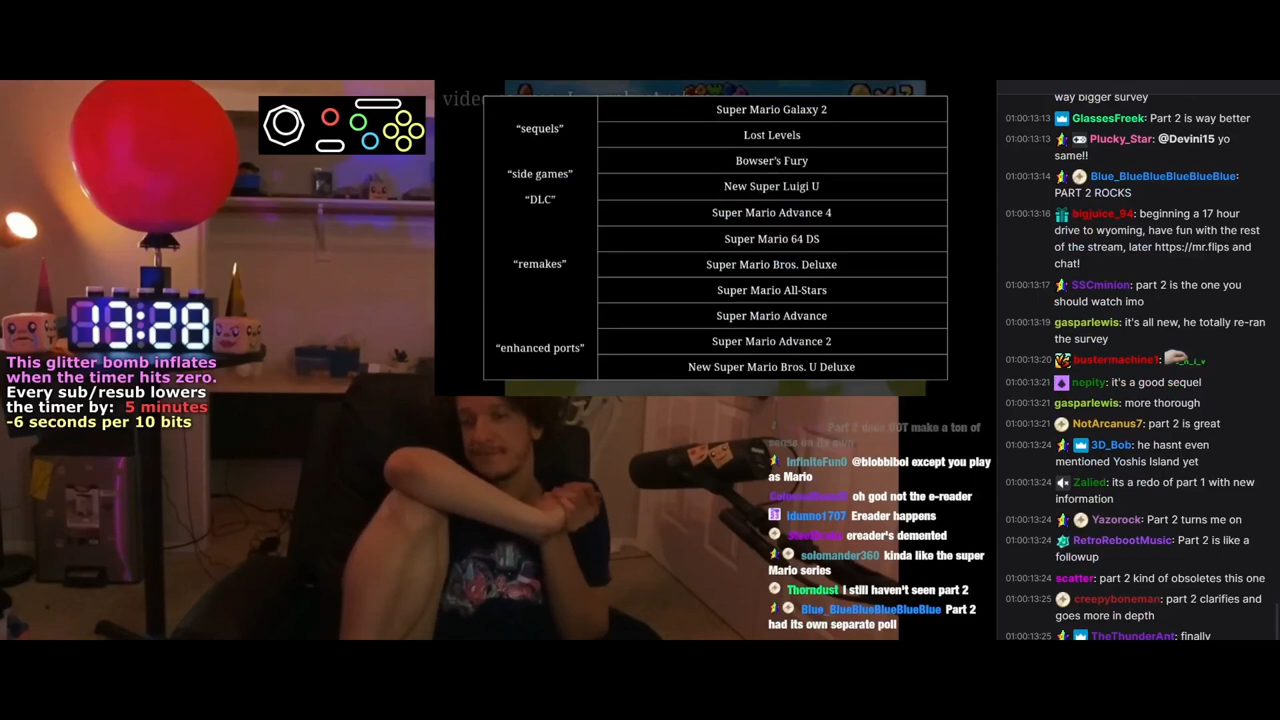 video
Super Mario Galaxy 2
"sequels"
Lost Levels
Bowser's Fury
"side games"
New Super Luigi U
"DLC"
Super Mario Advance 4
Super Mario 64 DS
"remakes"
Super Mario Bros. Deluxe
Super Mario All-Stars
Super Mario Advance
Super Mario Advance 2
"enhanced ports"
New Super Mario Bros. U Deluxe
13:28
This glitter bomb inflates
when the timer hits zero.
Every sub/resub lowers
the timer by: 5 minutes
-6 seconds per 10 bits
Part 2 does NOT make a ton of
sense on its own
InfiniteFun0 @blobbiboi except you play
as Mario
oh god not the e-reader
idunno1707 Ereader happens
ereader's demented
solomander360 kinda like the super
Mario series
Thorndust I still haven't seen part 2
Blue_BlueBlueBlueBlueBlue Part 2
had its own separate poll
way bigger survey
01:00:13:13 GlassesFreek: Part 2 is way better
01:00:13:13 Plucky_Star: @Devini15 yo
same!!
01:00:13:14 Blue_BlueBlueBlueBlueBlue:
PART 2 ROCKS
01:00:13:16 bigjuice_94: beginning a 17 hour
drive to wyoming, have fun with the rest
of the stream, later https://mr.flips and
chat!
01:00:13:17 SSCminion: part 2 is the one you
should watch imo
01:00:13:19 gasparlewis: it's all new, he totally re-ran
the survey
01:00:13:20 bustermachine1:
01:00:13:21 nepity: it's a good sequel
01:00:13:21 gasparlewis: more thorough
01:00:13:21 NotArcanus7: part 2 is great
01:00:13:24 3D_Bob: he hasnt even
mentioned Yoshis Island yet
01:00:13:24 Zalied: its a redo of part 1 with new
information
01:00:13:24 Yazorock: Part 2 turns me on
01:00:13:24 RetroRebootMusic: Part 2 is like a
followup
01:00:13:24 scatter: part 2 kind of obsoletes this one
01:00:13:25 creepyboneman: part 2 clarifies and
goes more in depth
01:00:13:25 TheThunderAnt: finally